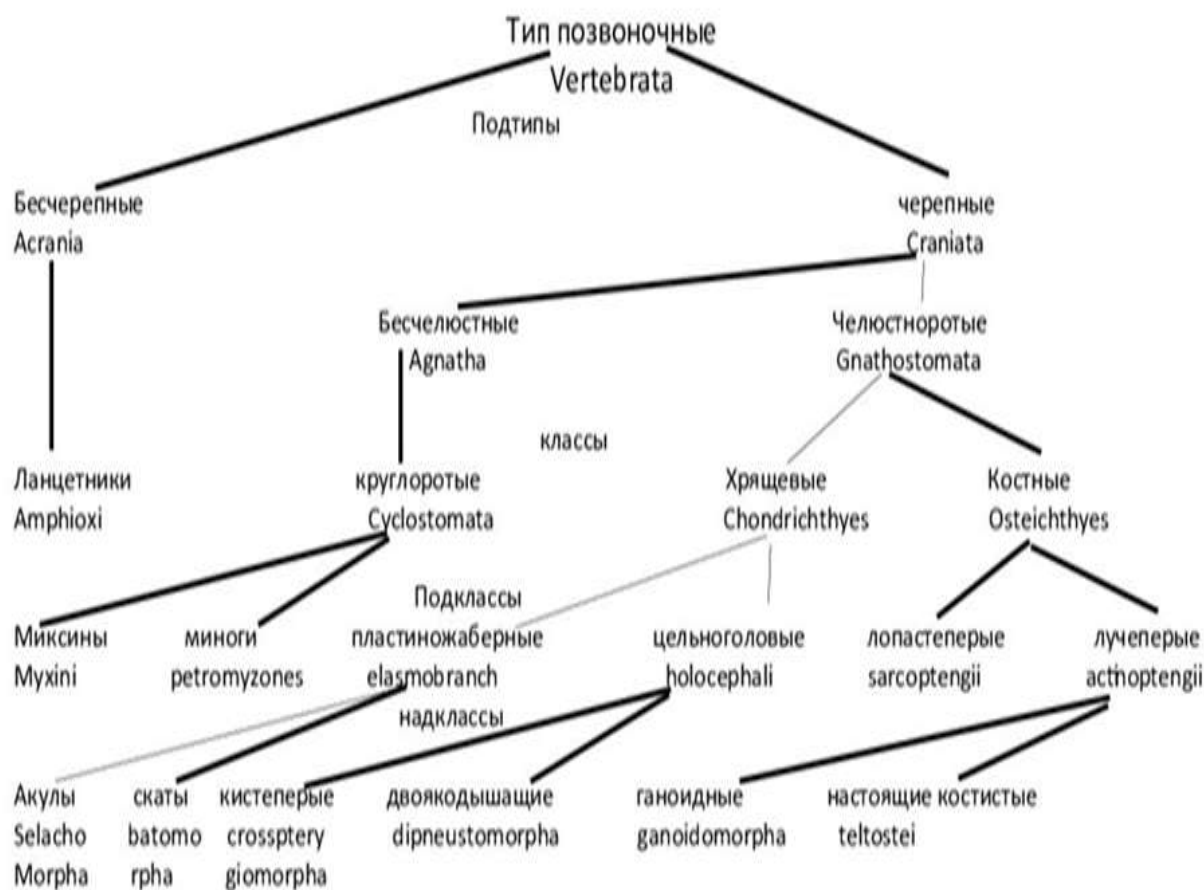 Тип позвоночные
Vertebrata
Подтипы
Бесчерепные черепные
Acrania Craniata
Бесчелюстные Челюстноротые
Agnatha Gnathostomata
классы
Ланцетники круглоротые Хрящевые Костные
Amphioxi Cyclostomata Chondrichthyes Osteichthyes
Подклассы
Миксины миноги пластиножаберные цельноголовые лопастеперые лучеперые
Myxini petromyzones elasmobranch holocephali sarcoptengii actioptengii
надклассы
Акулы скаты кистеперые двоякодышащие ганоидные настоящие костистые
Selacho batomo crossptery dipneustomorpha ganoidomorpha teltostei
Morpha rpha giomorpha